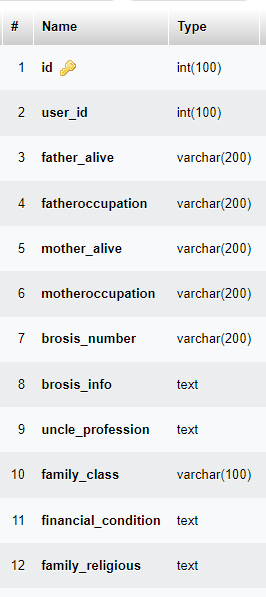 # Name Type
1 id int(100)
2 user_id int(100)
3 father_alive varchar(200)
4 fatheroccupation varchar(200)
5 mother_alive varchar(200)
6 motheroccupation varchar(200)
7 brosis_number varchar(200)
8 brosis_info text
9 uncle_profession text
10 family_class varchar(100)
11 financial_condition text
12 family_religious text